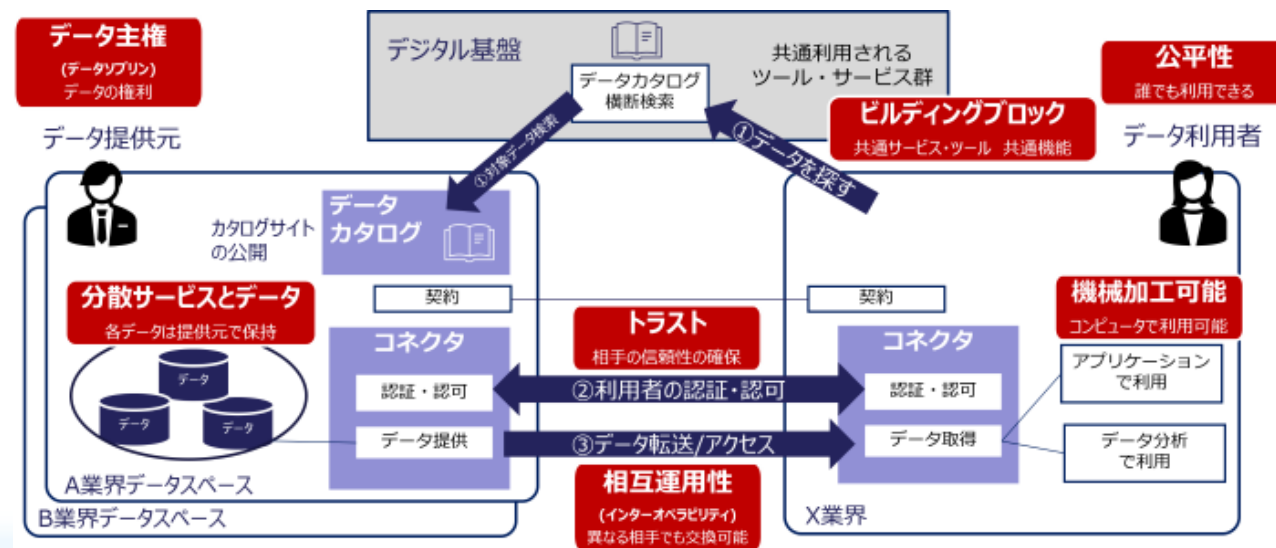 データ主権
(データソブリン)
データの権利
データ提供元
デジタル基盤
データカタログ
横断検索
共通利用される
ツール・サービス群
公平性
誰でも利用できる
ビルディングブロック
共通サービス・ツール 共通機能
データ利用者
①対象データ検索
①データを探す
カタログサイト
の公開
データ
カタログ
契約
契約
分散サービスとデータ
各データは提供元で保持
データ
データ
データ
トラスト
相手の信頼性の確保
機械加工可能
コンピュータで利用可能
コネクタ
認証・認可
データ提供
②利用者の認証・認可
③データ転送/アクセス
コネクタ
認証・認可
データ取得
アプリケーション
で利用
データ分析
で利用
相互運用性
(インターオペラビリティ)
異なる相手でも交換可能
A業界データスペース
B業界データスペース
X業界